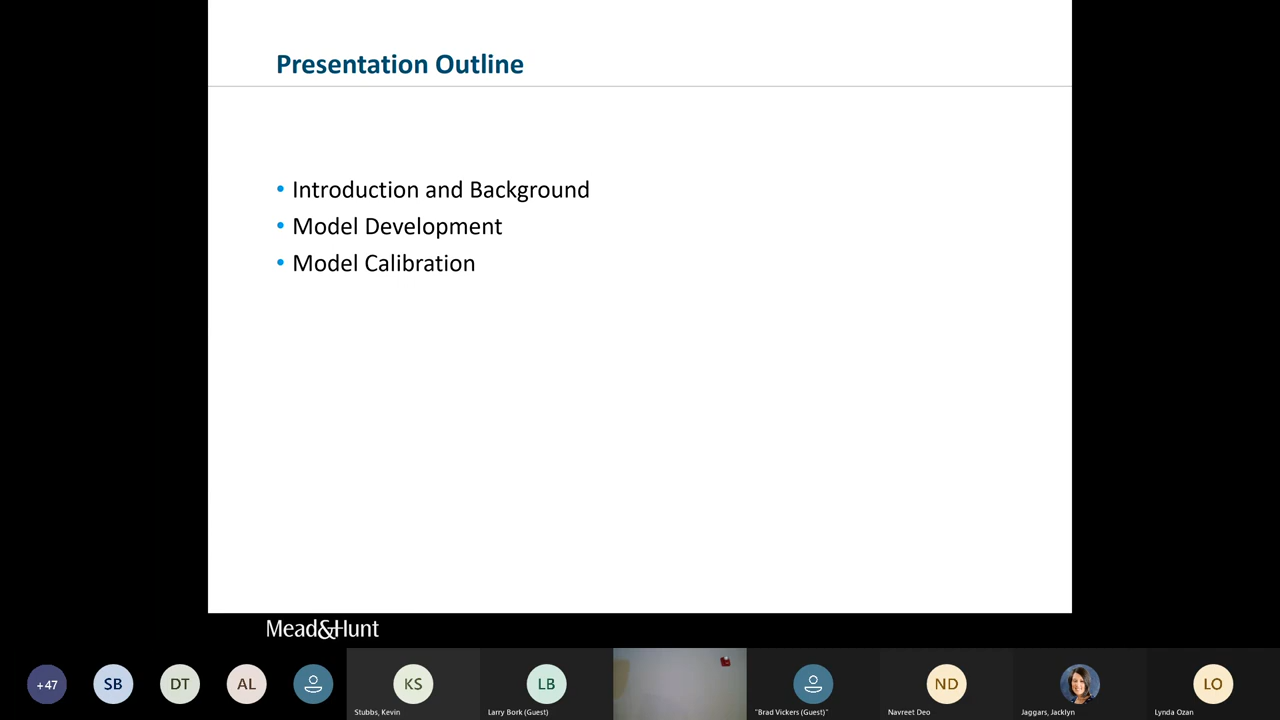 Presentation Outline
• Introduction and Background
• Model Development
• Model Calibration
Mead&Hunt
+47
SB
DT
AL
KS
LB
ND
LO
Stubbs, Kevin
Larry Bork (Guest)
"Brad Vickers (Guest)"
Navreet Deo
Jaggars, Jacklyn
Lynda Ozan